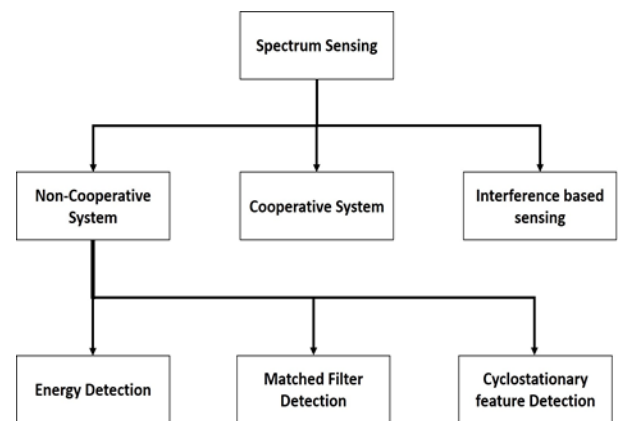 Spectrum Sensing
Non-Cooperative
System
Cooperative System
Interference based
sensing
Energy Detection
Matched Filter
Detection
Cyclostationary
feature Detection